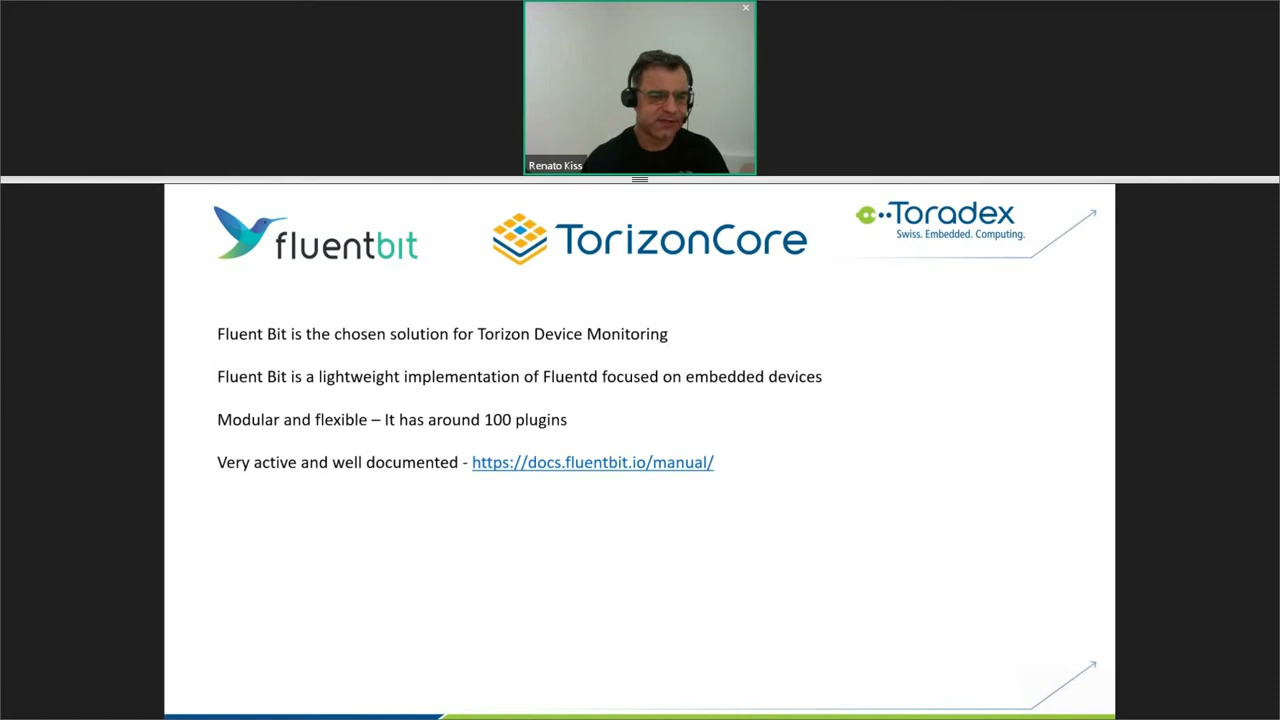 Renato Kiss
fluentbit
TorizonCore
Toradex
Swiss. Embedded. Computing.
Fluent Bit is the chosen solution for Torizon Device Monitoring
Fluent Bit is a lightweight implementation of Fluentd focused on embedded devices
Modular and flexible – It has around 100 plugins
Very active and well documented - https://docs.fluentbit.io/manual/